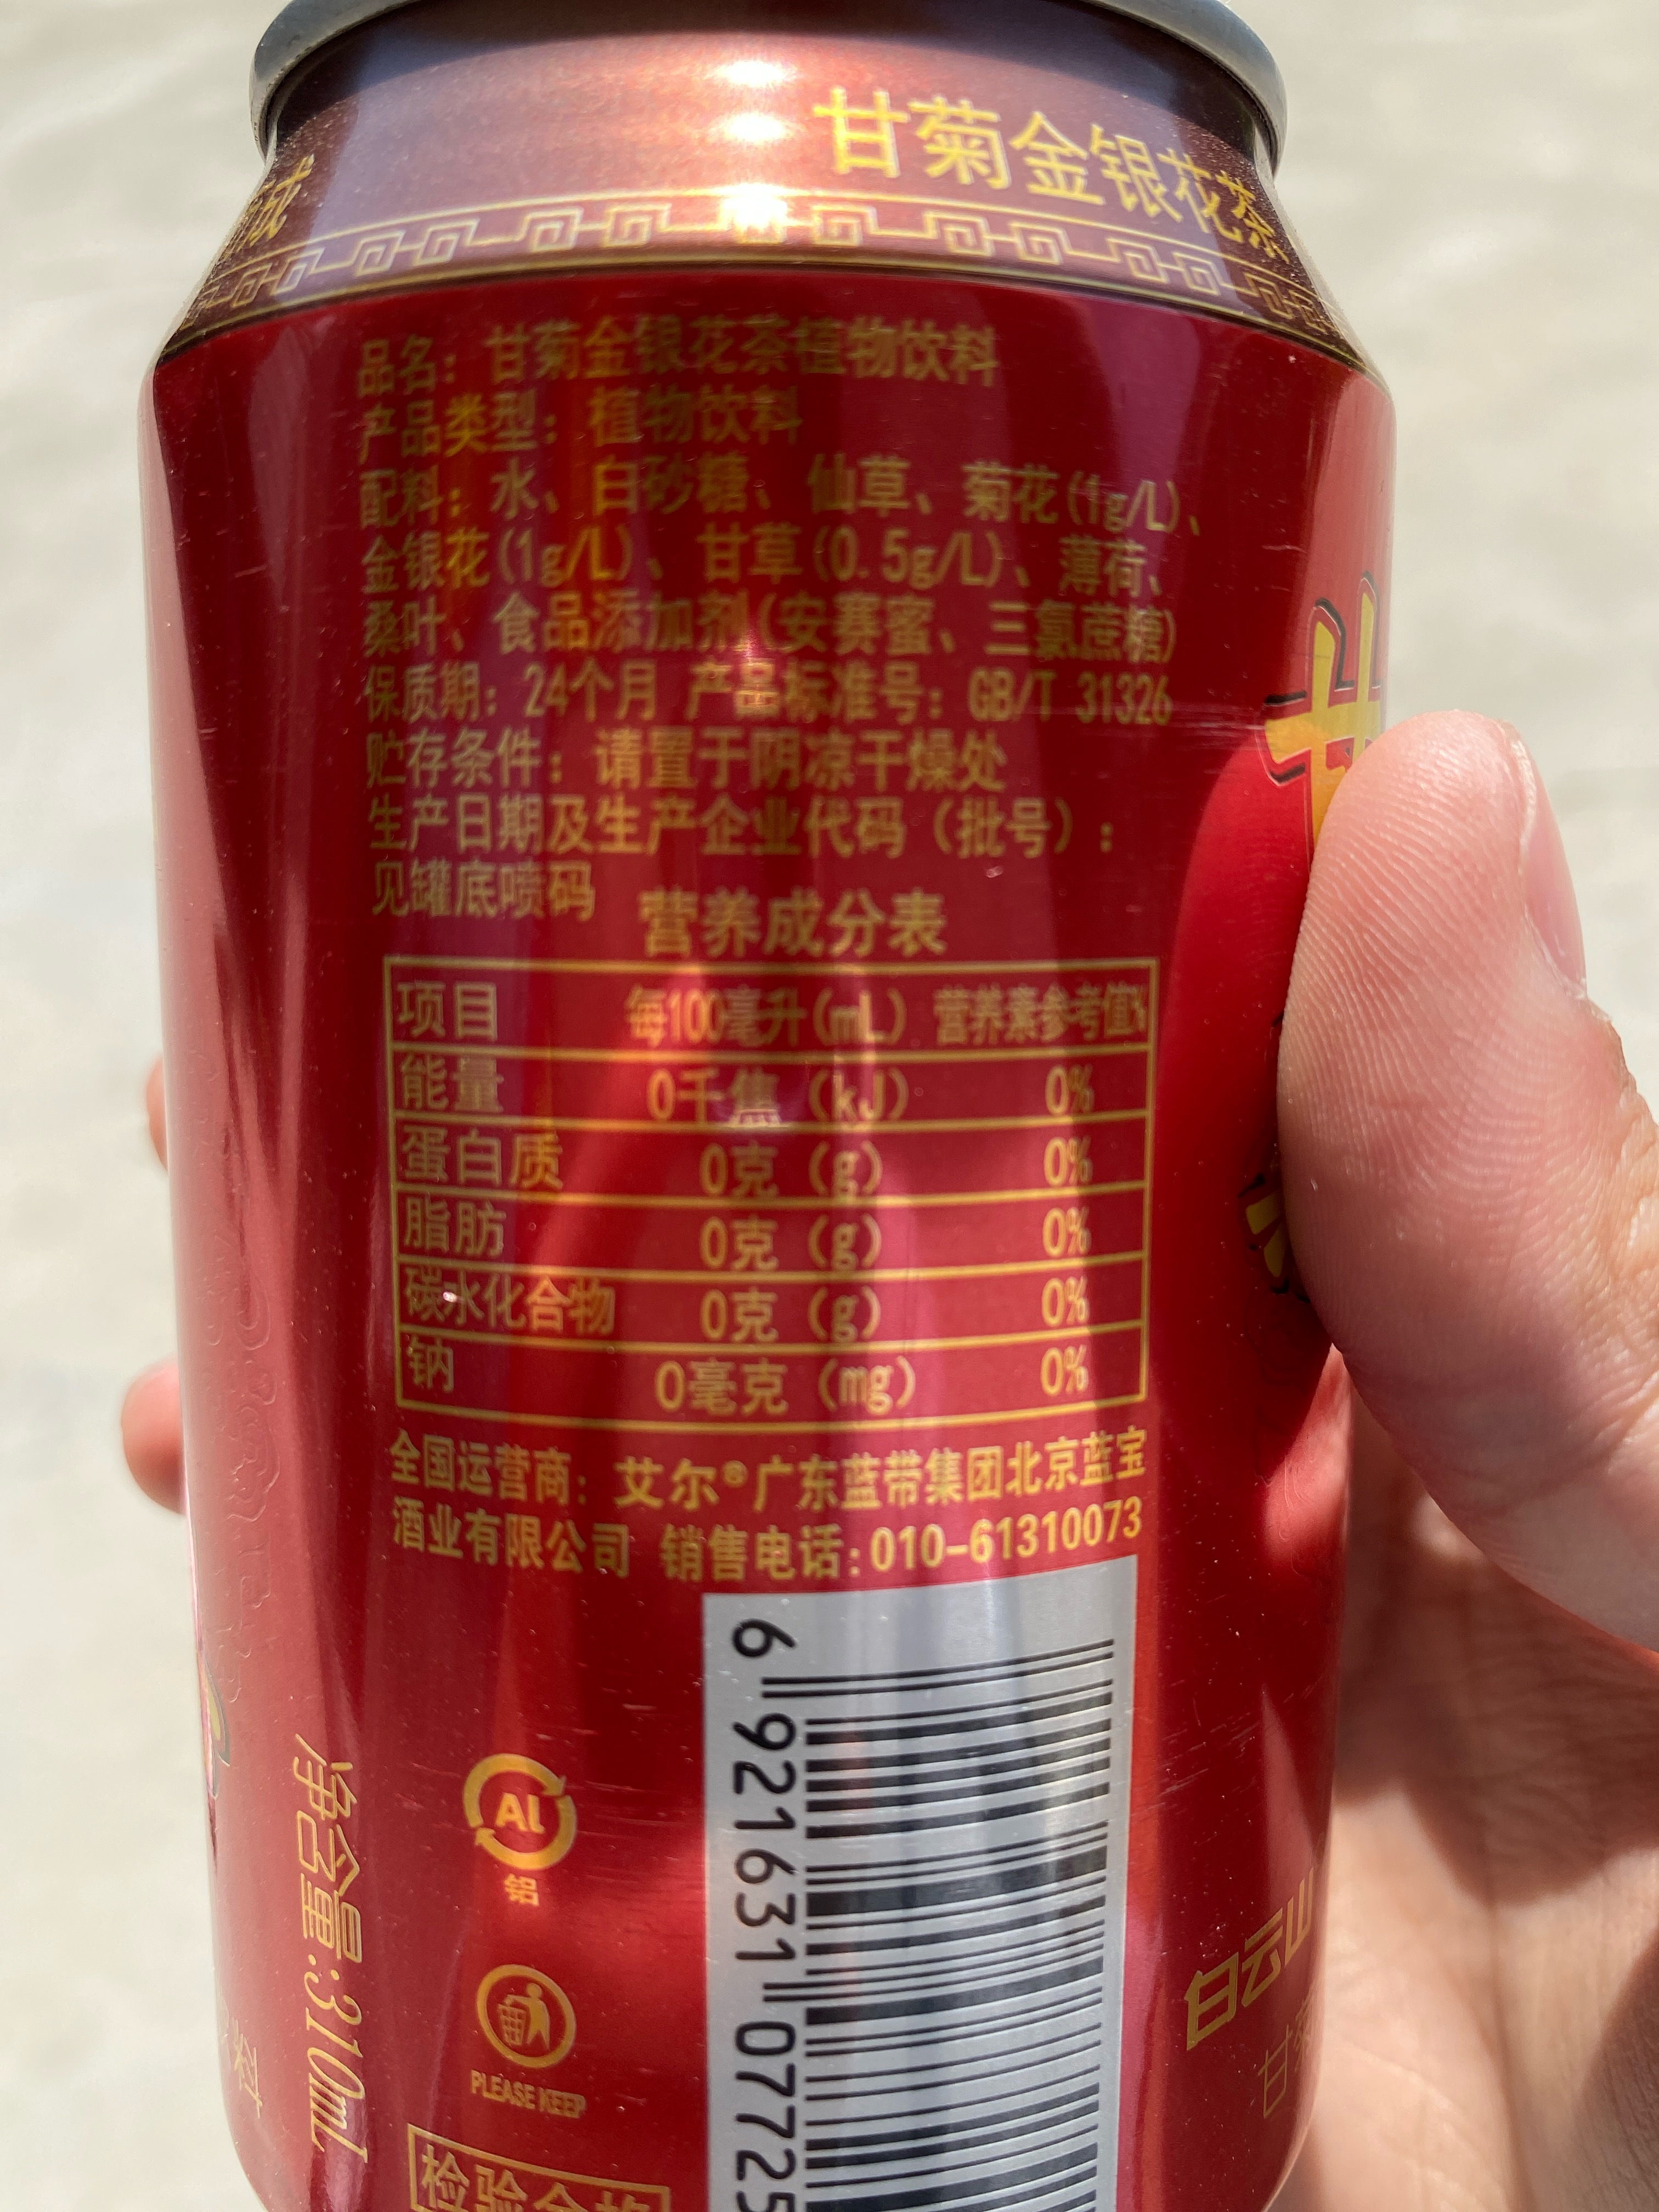 甘菊金银花茶
品名：甘菊金银花茶植物饮料
产品类型：植物饮料
配料：水、白砂糖、仙草、菊花(1g/L)、
金银花(1g/L)、甘草(0.5g/L)、薄荷、
桑叶、食品添加剂(安赛蜜、三氯蔗糖)
保质期：24个月 产品标准号：GB/T 31326
贮存条件：请置于阴凉干燥处
生产日期及生产企业代码（批号）：
见罐底喷码
营养成分表
项目 每100毫升(mL) 营养素参考值%
能量 0千焦（kJ） 0%
蛋白质 0克（g） 0%
脂肪 0克（g） 0%
碳水化合物 0克（g） 0%
钠 0毫克（mg） 0%
全国运营商：艾尔®广东蓝带集团北京蓝宝
酒业有限公司 销售电话:010-61310073
6 921631 07725
净含量:310mL
Al
铝
PLEASE KEEP
检验合格
甘
白云山
甘菊